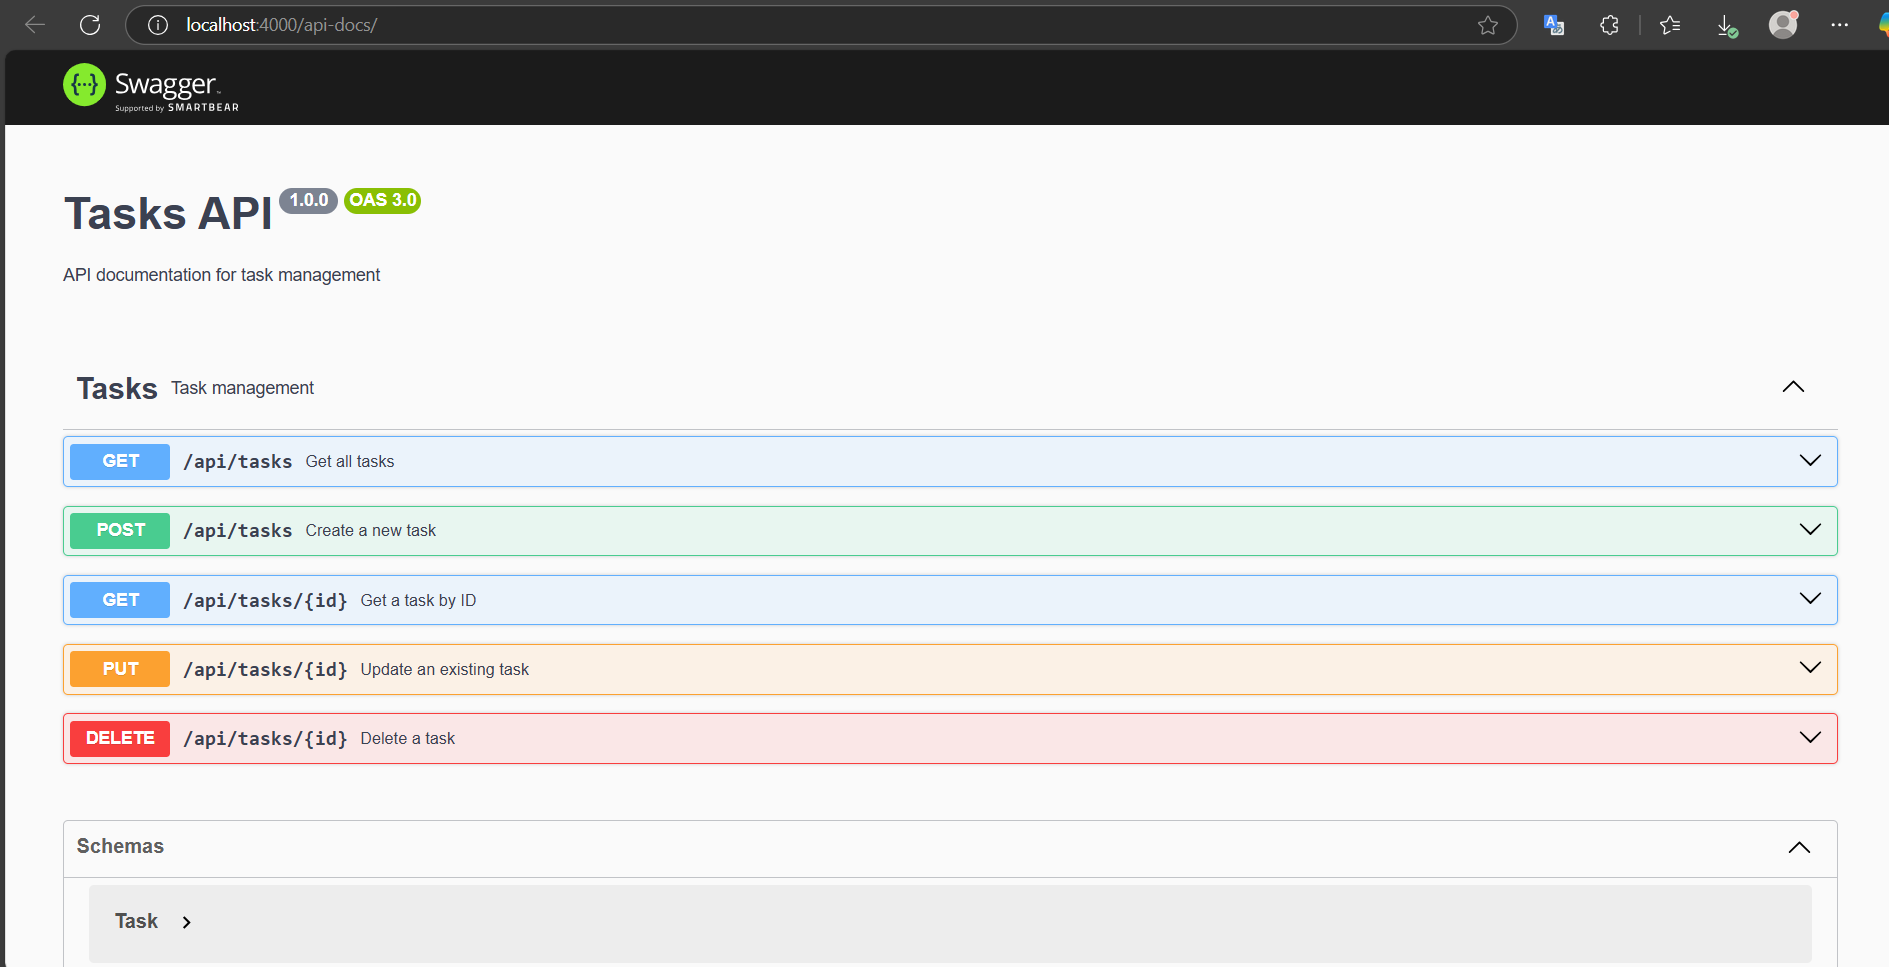 localhost:4000/api-docs/
{···} Swagger™
Supported by SMARTBEAR
Tasks API 1.0.0 OAS 3.0
API documentation for task management
Tasks Task management
GET /api/tasks Get all tasks
POST /api/tasks Create a new task
GET /api/tasks/{id} Get a task by ID
PUT /api/tasks/{id} Update an existing task
DELETE /api/tasks/{id} Delete a task
Schemas
Task